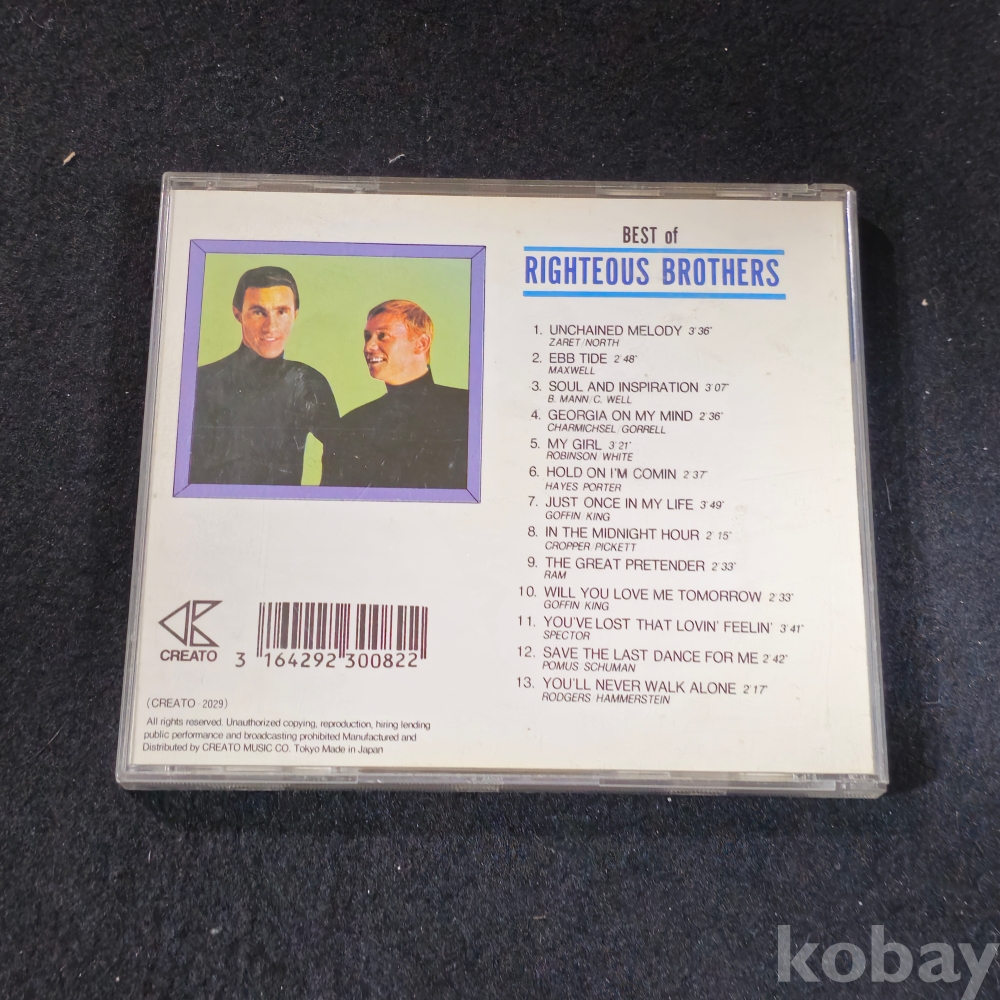 BEST of
RIGHTEOUS BROTHERS
1. UNCHAINED MELODY 3'36"
ZARET/NORTH
2. EBB TIDE 2'48"
MAXWELL
3. SOUL AND INSPIRATION 3'07"
B. MANN/C. WELL
4. GEORGIA ON MY MIND 2'36"
CHARMICHSEL/GORRELL
5. MY GIRL 3'21"
ROBINSON WHITE
6. HOLD ON I'M COMIN 2'37"
HAYES PORTER
7. JUST ONCE IN MY LIFE 3'49"
GOFFIN KING
8. IN THE MIDNIGHT HOUR 2'15"
CROPPER PICKETT
9. THE GREAT PRETENDER 2'33"
RAM
10. WILL YOU LOVE ME TOMORROW 2'33"
GOFFIN KING
11. YOU'VE LOST THAT LOVIN' FEELIN' 3'41"
SPECTOR
12. SAVE THE LAST DANCE FOR ME 2'42"
POMUS SCHUMAN
13. YOU'LL NEVER WALK ALONE 2'17"
RODGERS HAMMERSTEIN
CREATO
3 164292 300822
(CREATO 2029)
All rights reserved. Unauthorized copying, reproduction, hiring lending
public performance and broadcasting prohibited Manufactured and
Distributed by CREATO MUSIC CO. Tokyo Made in Japan
kobay